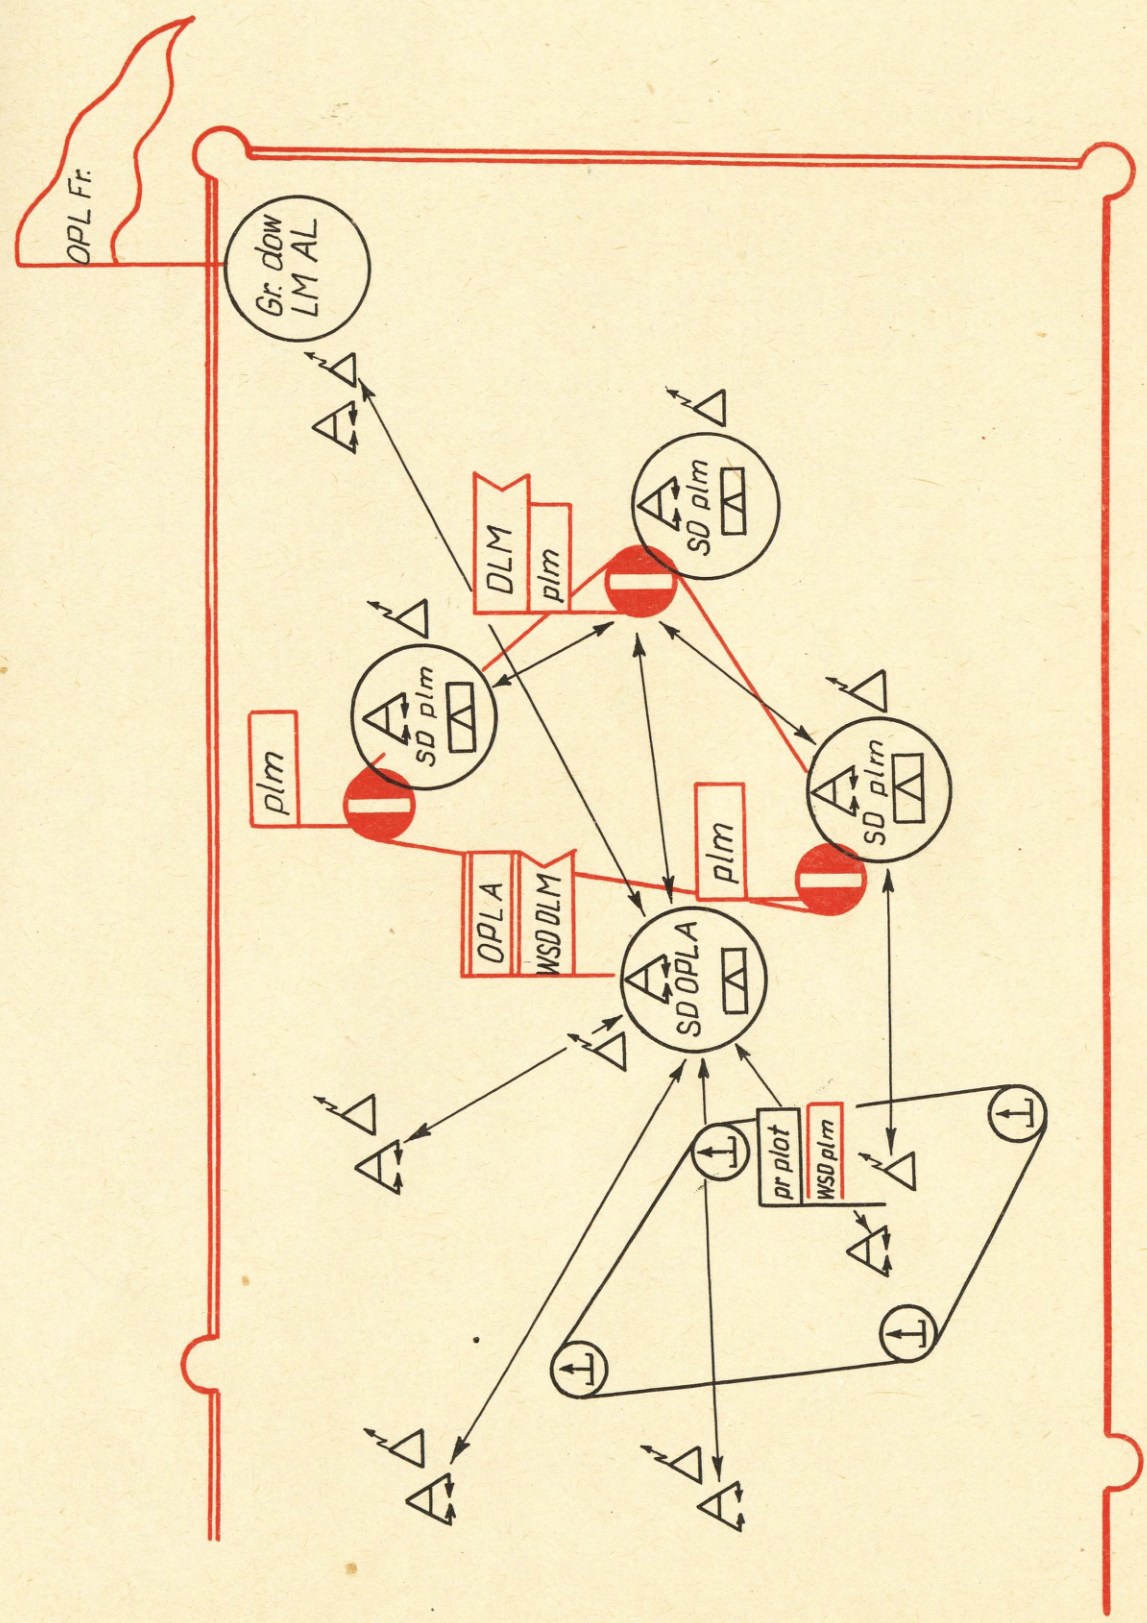 OPL Fr.
Gr. dow
LM AL
plm
SD plm
OPLA
WSD DLM
DLM
plm
SD OPLA
SD plm
plm
pr plot
WSD plm
SD plm